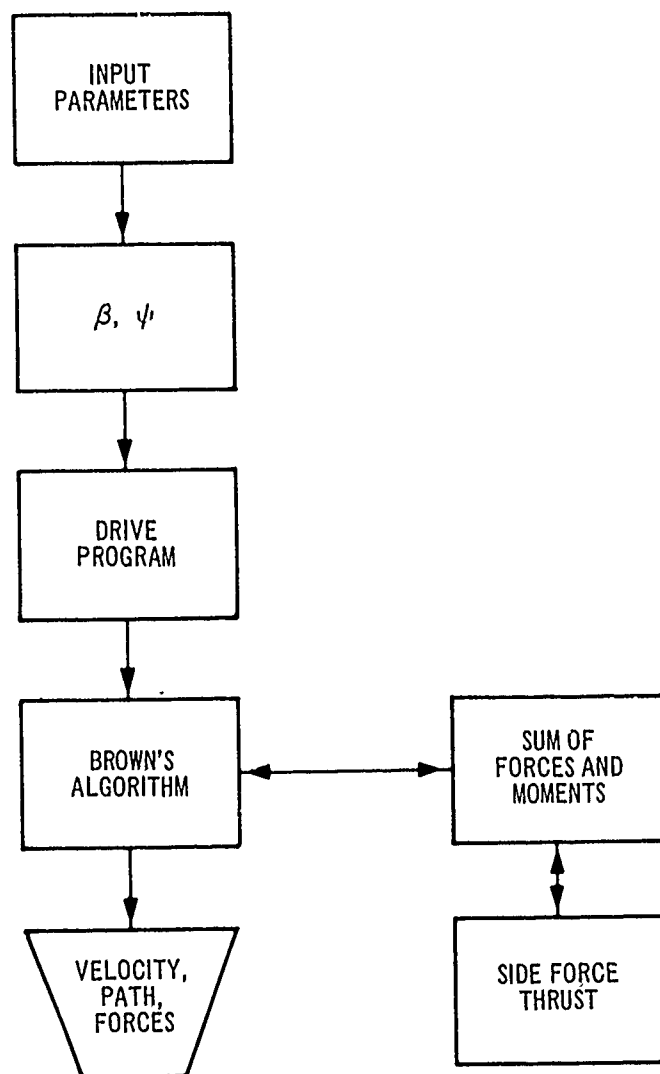 INPUT
PARAMETERS
β, ψ
DRIVE
PROGRAM
BROWN'S
ALGORITHM
SUM OF
FORCES AND
MOMENTS
VELOCITY,
PATH,
FORCES
SIDE FORCE
THRUST